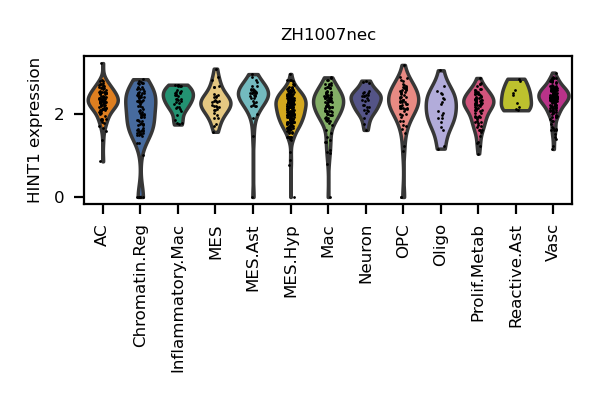 ZH1007nec
HINT1 expression
2
0
AC
Chromatin.Reg
Inflammatory.Mac
MES
MES.Ast
MES.Hyp
Mac
Neuron
OPC
Oligo
Prolif.Metab
Reactive.Ast
Vasc